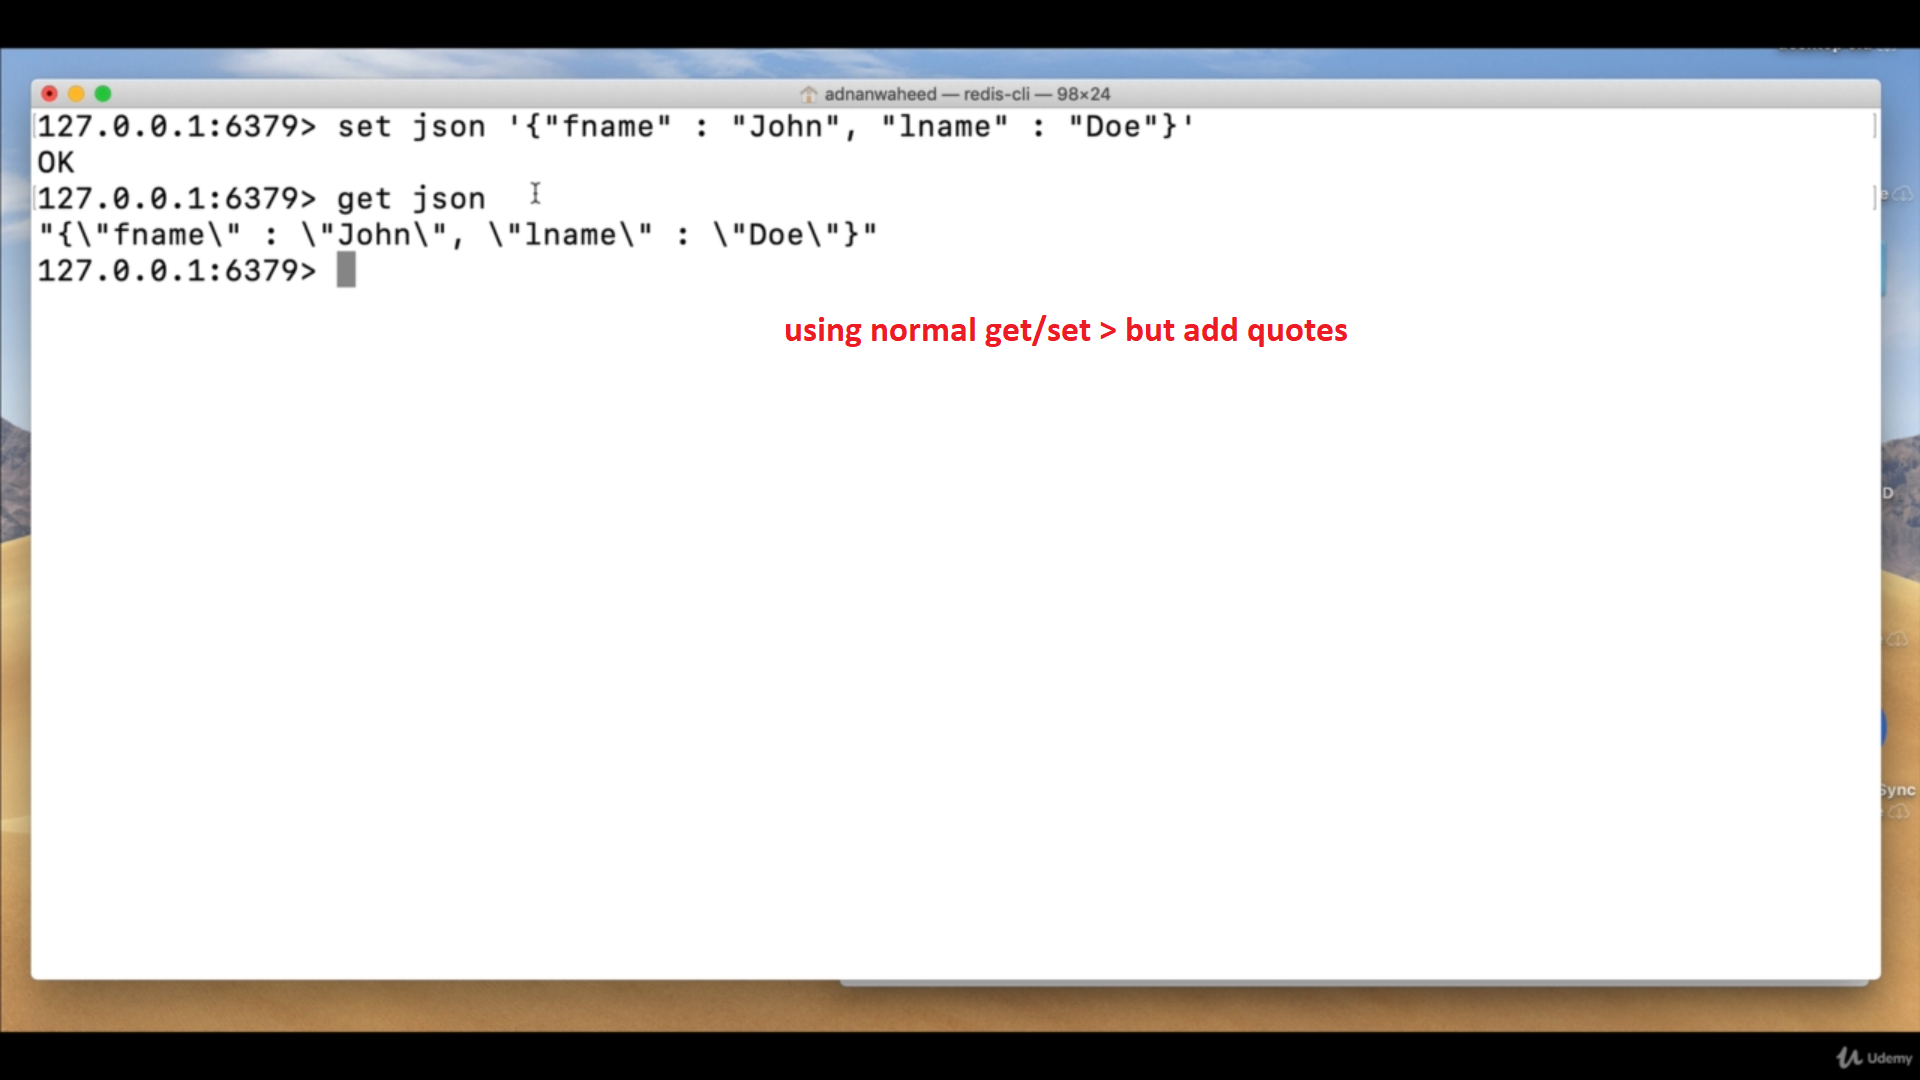 adnanwaheed — redis-cli — 98×24
127.0.0.1:6379> set json '{"fname" : "John", "lname" : "Doe"}'
OK
127.0.0.1:6379> get json
"{\"fname\" : \"John\", \"lname\" : \"Doe\"}"
127.0.0.1:6379>
using normal get/set > but add quotes
D
Sync
Udemy